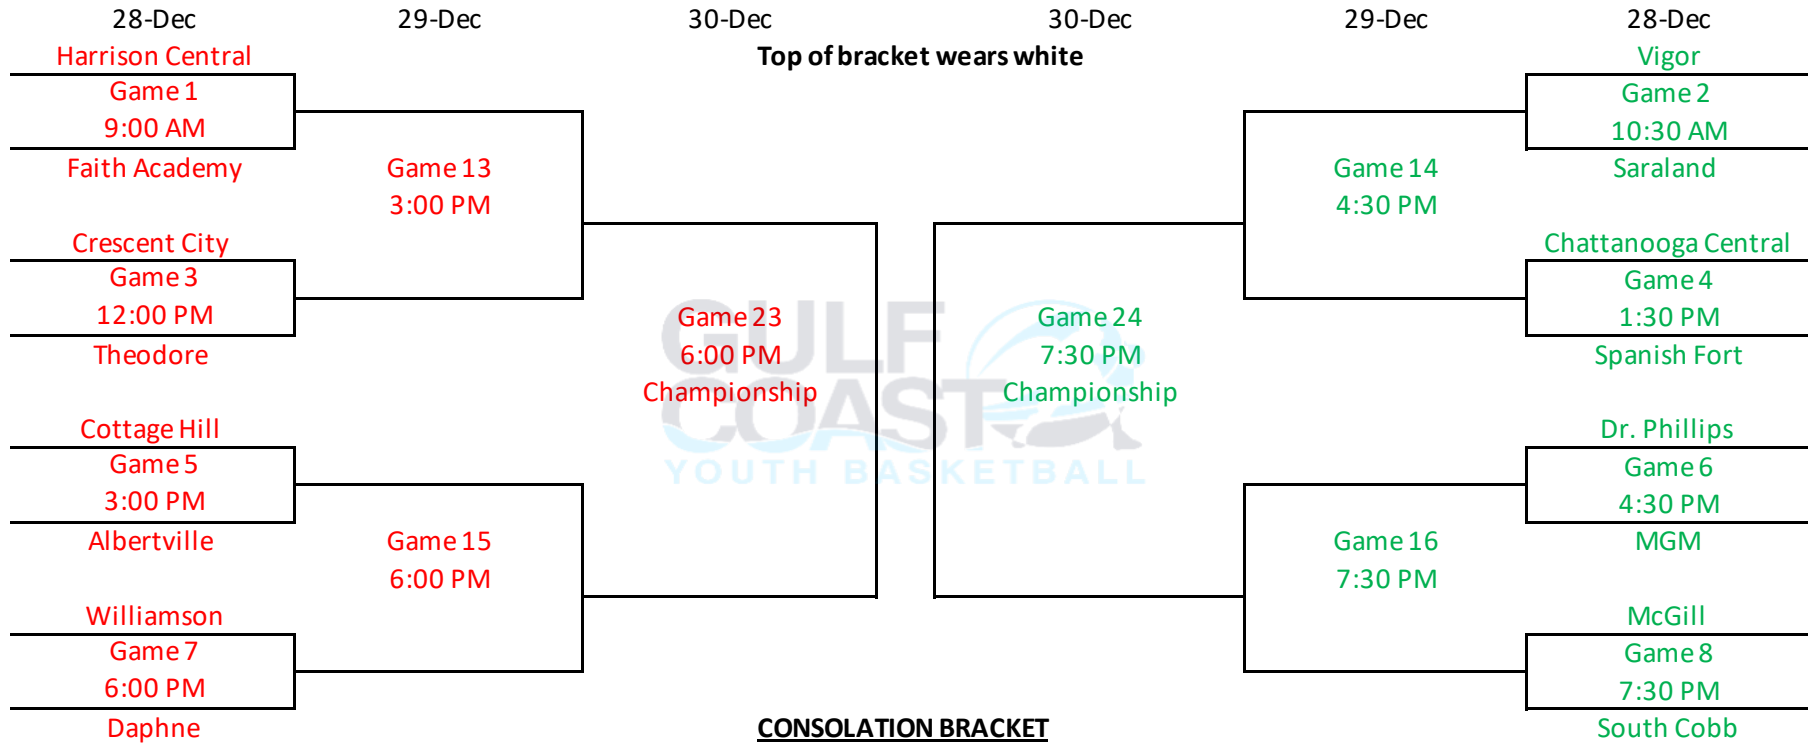 28-Dec 29-Dec 30-Dec 30-Dec 29-Dec 28-Dec
Harrison Central Top of bracket wears white Vigor
Game 1 Game 2
9:00 AM 10:30 AM
Faith Academy Game 13 Game 14 Saraland
3:00 PM 4:30 PM
Crescent City Chattanooga Central
Game 3 Game 4
12:00 PM Game 23 Game 24 1:30 PM
Theodore 6:00 PM 7:30 PM Spanish Fort
Championship Championship
GULF
COAST
YOUTH BASKETBALL
Cottage Hill Dr. Phillips
Game 5 Game 6
3:00 PM 4:30 PM
Albertville Game 15 Game 16 MGM
6:00 PM 7:30 PM
Williamson McGill
Game 7 Game 8
6:00 PM 7:30 PM
Daphne CONSOLATION BRACKET South Cobb